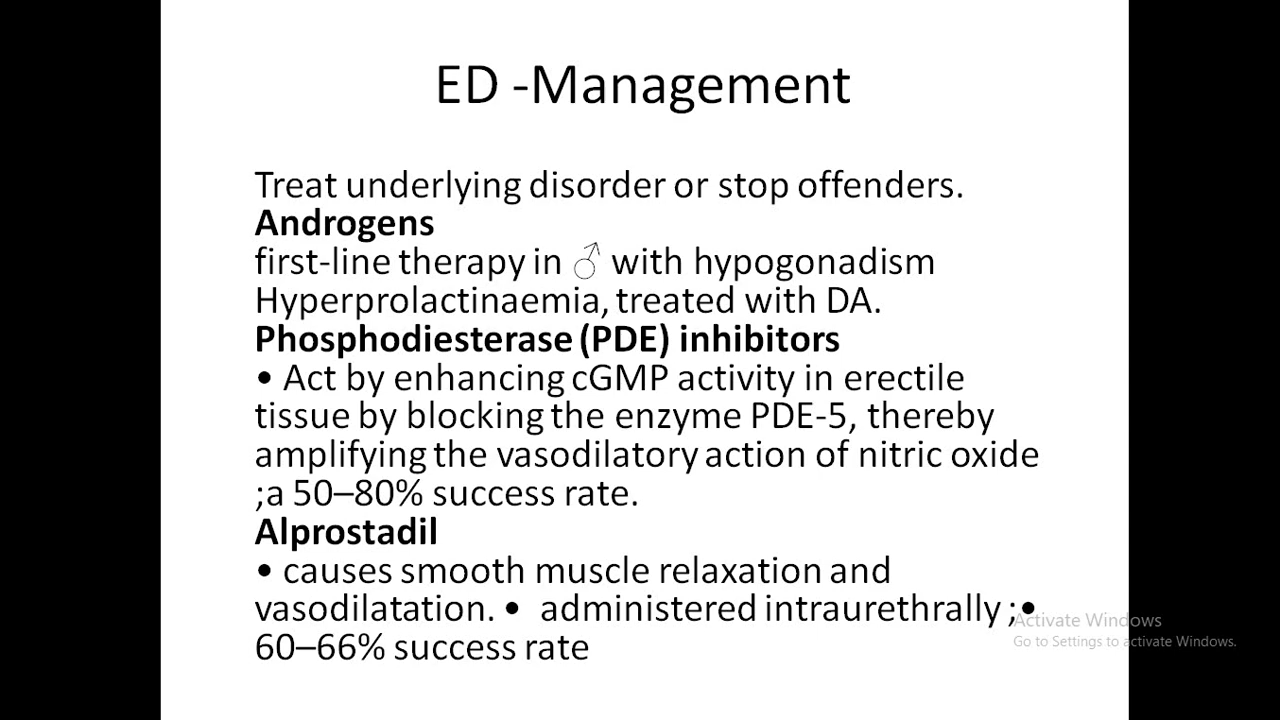 ED -Management
Treat underlying disorder or stop offenders.
Androgens
first-line therapy in ♂ with hypogonadism
Hyperprolactinaemia, treated with DA.
Phosphodiesterase (PDE) inhibitors
• Act by enhancing cGMP activity in erectile
tissue by blocking the enzyme PDE-5, thereby
amplifying the vasodilatory action of nitric oxide
;a 50–80% success rate.
Alprostadil
• causes smooth muscle relaxation and
vasodilatation. • administered intraurethrally ;•
60–66% success rate
Activate Windows
Go to Settings to activate Windows.